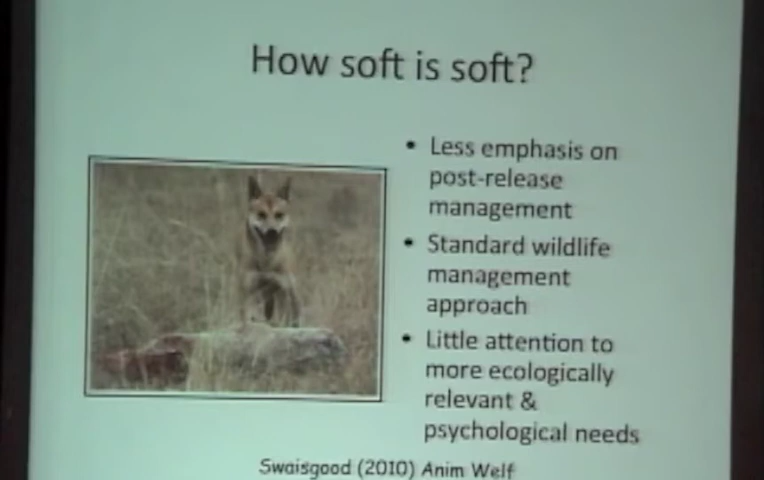 How soft is soft?
• Less emphasis on
post-release
management
• Standard wildlife
management
approach
• Little attention to
more ecologically
relevant &
psychological needs
Swaisgood (2010) Anim Welf